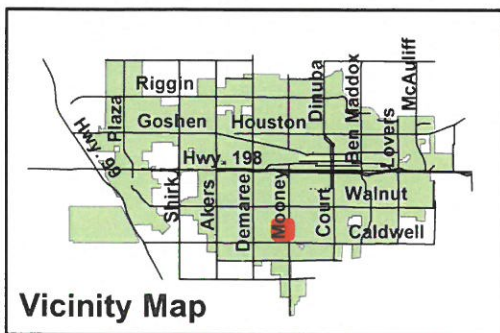 Riggin
Goshen Houston
Hwy. 198
Hwy. 99
Plaza
Shirk
Akers
Demaree
Mooney
Court
Dinuba
Ben Maddox
Lovers
McAuliff
Walnut
Caldwell
Vicinity Map